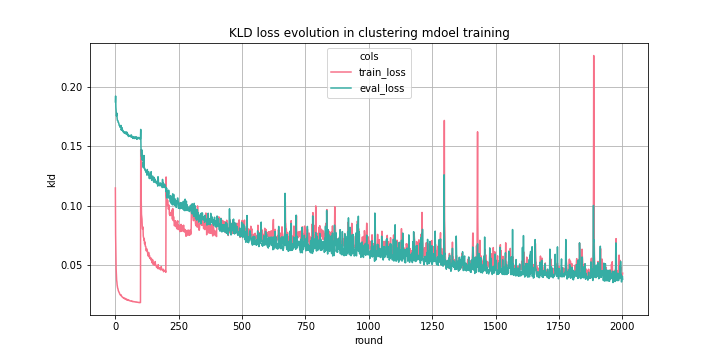 KLD loss evolution in clustering mdoel training
cols
train_loss
eval_loss
kld
0.20
0.15
0.10
0.05
0
250
500
750
1000
1250
1500
1750
2000
round